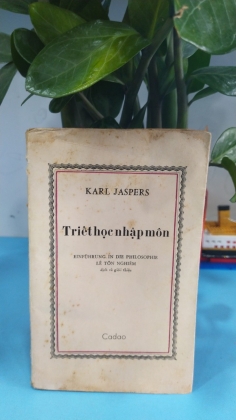 KARL JASPERS
Triết học nhập môn
EINFÜHRUNG IN DIE PHILOSOPHIE
LÊ TÔN NGHIÊM
dịch và giới thiệu
Cadao